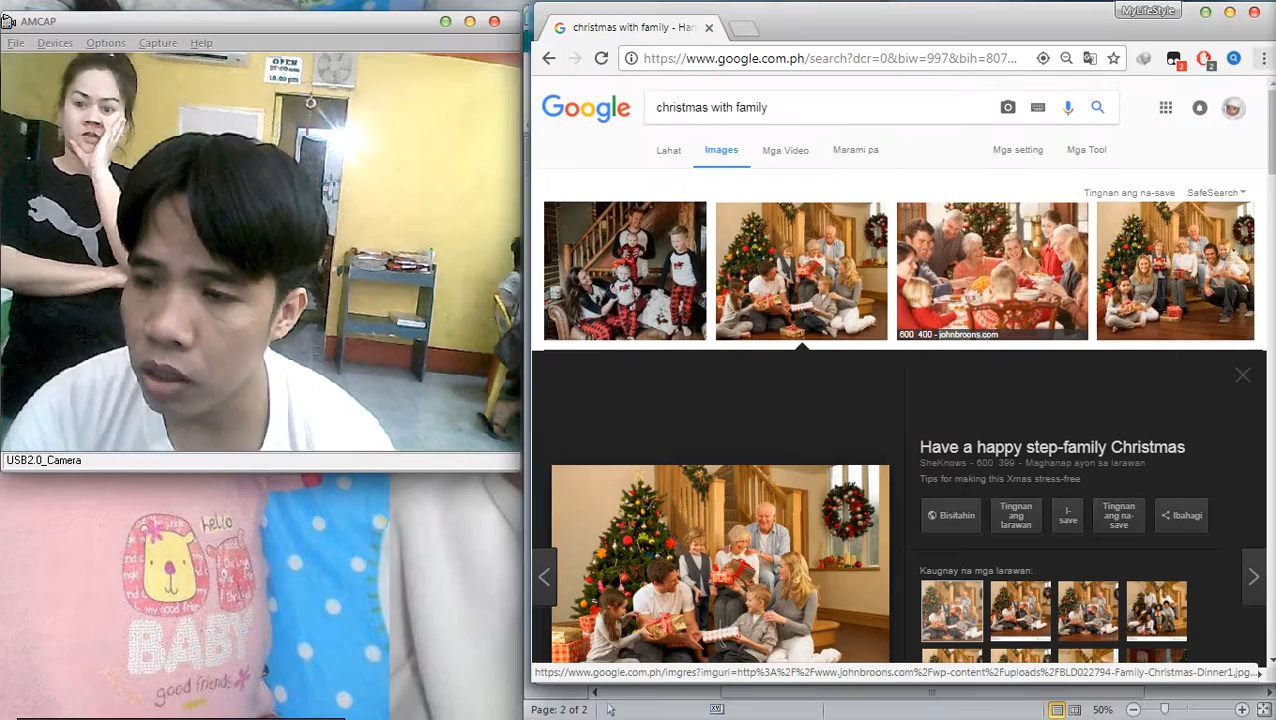 AMCAP
File Devices Options Capture Help
OPEN
USB2.0_Camera
hello
BABY
good friends
MyLifeStyle
christmas with family - Han
https://www.google.com.ph/search?dcr=0&biw=997&bih=807...
2
2
Google
christmas with family
Lahat Images Mga Video Marami pa Mga setting Mga Tool
Tingnan ang na-save SafeSearch
600 400 - johnbroons.com
Have a happy step-family Christmas
SheKnows - 600 399 - Maghanap ayon sa larawan
Tips for making this Xmas stress-free
Bisitahin
Tingnan
ang
larawan
I-
save
Tingnan
ang na-
save
Ibahagi
Kaugnay na mga larawan:
https://www.google.com.ph/imgres?imgurl=http%3A%2F%2Fwww.johnbroons.com%2Fwp-content%2Fuploads%2FBLD022794-Family-Christmas-Dinner1.jpg...
Page: 2 of 2
50%